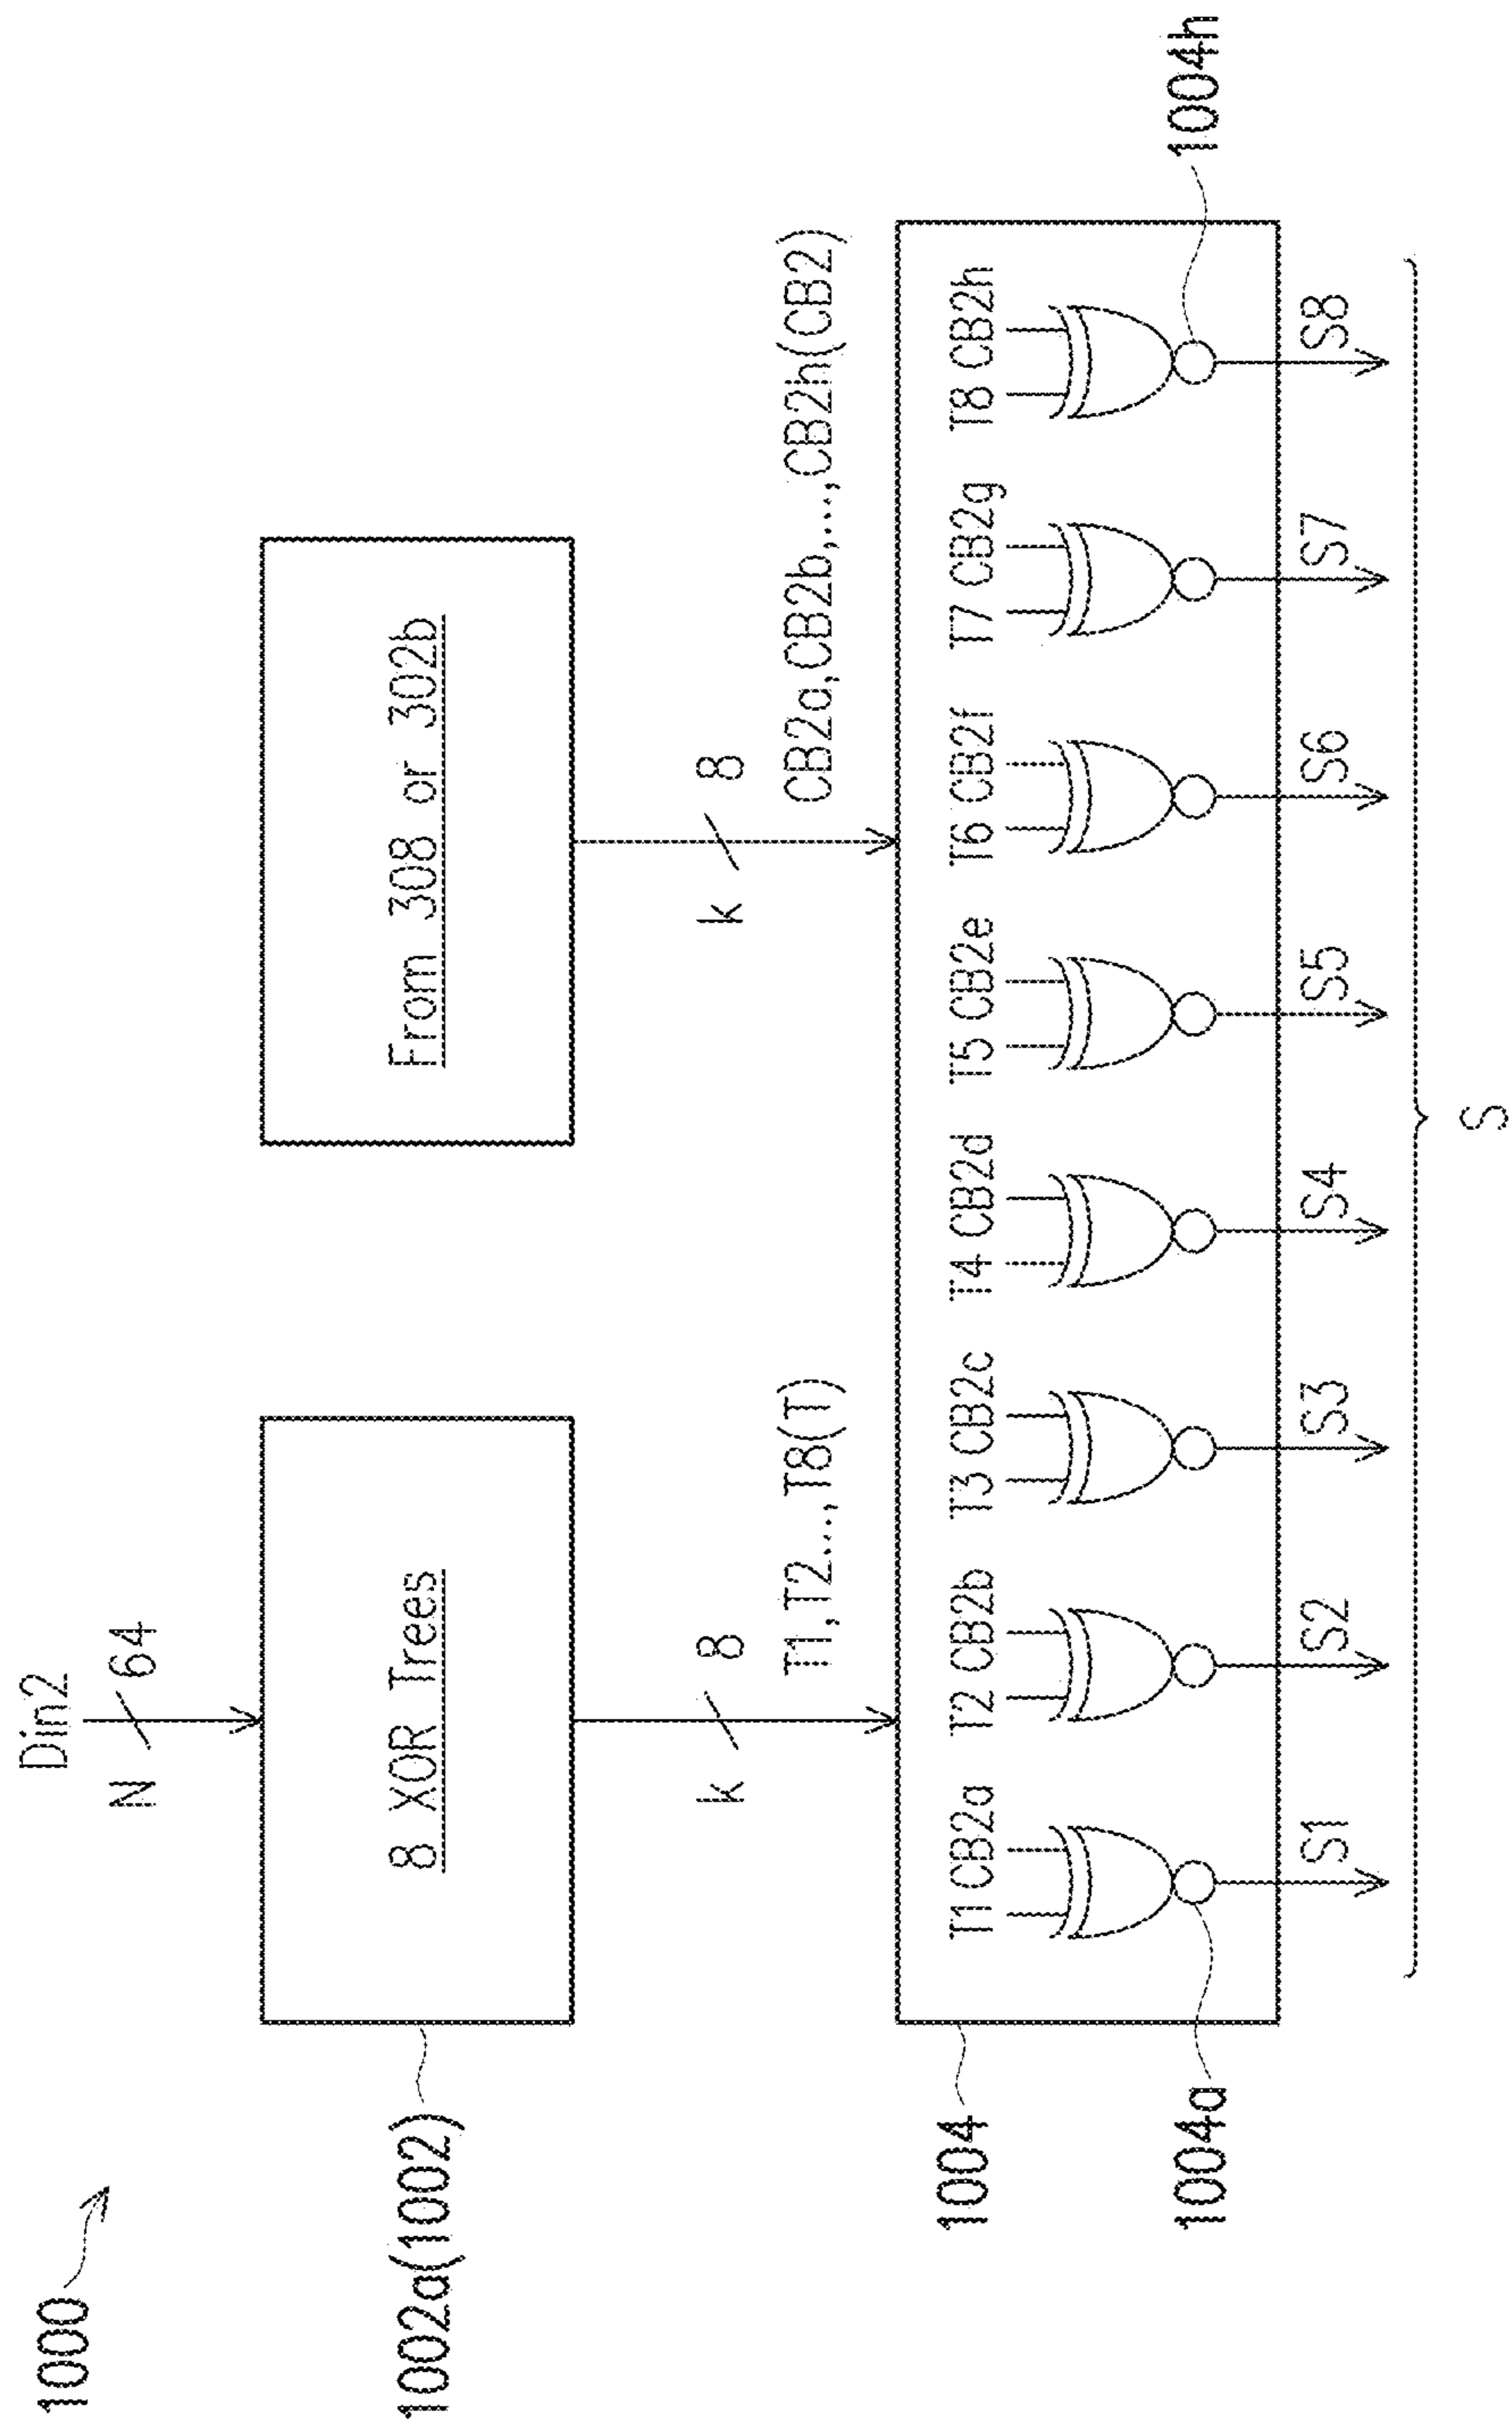 1000
Din2
N 64
1002a(1002)
8 XOR Trees
From 308 or 302b
k 8
k 8
T1,T2...,T8(T)
CB2a,CB2b,...,CB2h(CB2)
1004
T1 CB2a T2 CB2b T3 CB2c T4 CB2d T5 CB2e T6 CB2f T7 CB2g T8 CB2h
1004a
1004h
S1 S2 S3 S4 S5 S6 S7 S8
S